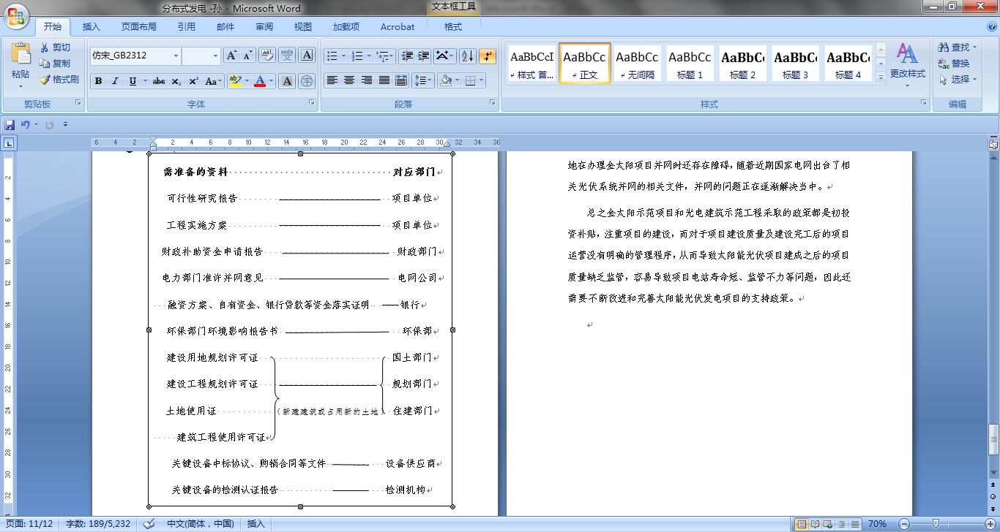 分布式发电 -孙 - Microsoft Word
文本框工具
开始 插入 页面布局 引用 邮件 审阅 视图 加载项 Acrobat 格式
粘贴
剪切
复制
格式刷
剪贴板
仿宋_GB2312
B I U abc x₂ x² Aa
字体
段落
AaBbCcI AaBbCc AaBbCc AaBbCc AaBbCc AaBbCc AaBbCc
样式 首... 正文 无间隔 标题 1 标题 2 标题 3 标题 4
更改样式
样式
查找
替换
选择
编辑
6 4 2 2 4 6 8 10 12 14 16 18 20 22 24 26 28 30 32 34 36
2 4 6 8 10 12 14 16 18 20 22 24 26 28 30 32
需准备的资料 对应部门
可行性研究报告 项目单位
工程实施方案 项目单位
财政补助资金申请报告 财政部门
电力部门准许并网意见 电网公司
融资方案、自有资金、银行贷款等资金落实证明 银行
环保部门环境影响报告书 环保部
建设用地规划许可证 国土部门
建设工程规划许可证 规划部门
土地使用证 (新建建筑或占用新的土地) 住建部门
建筑工程使用许可证
关键设备中标协议、购销合同等文件 设备供应商
关键设备的检测认证报告 检测机构
地在办理金太阳项目并网时还存在障碍，随着近期国家电网出台了相
关光伏系统并网的相关文件，并网的问题正在逐渐解决当中。
总之金太阳示范项目和光电建筑示范工程采取的政策都是初投
资补贴，注重项目的建设，而对于项目建设质量及建设完工后的项目
运营没有明确的管理程序，从而导致太阳能光伏项目建成之后的项目
质量缺乏监管，容易导致项目电站寿命短、监管不力等问题，因此还
需要不断改进和完善太阳能光伏发电项目的支持政策。
页面: 11/12 字数: 189/5,232 中文(简体，中国) 插入 70%